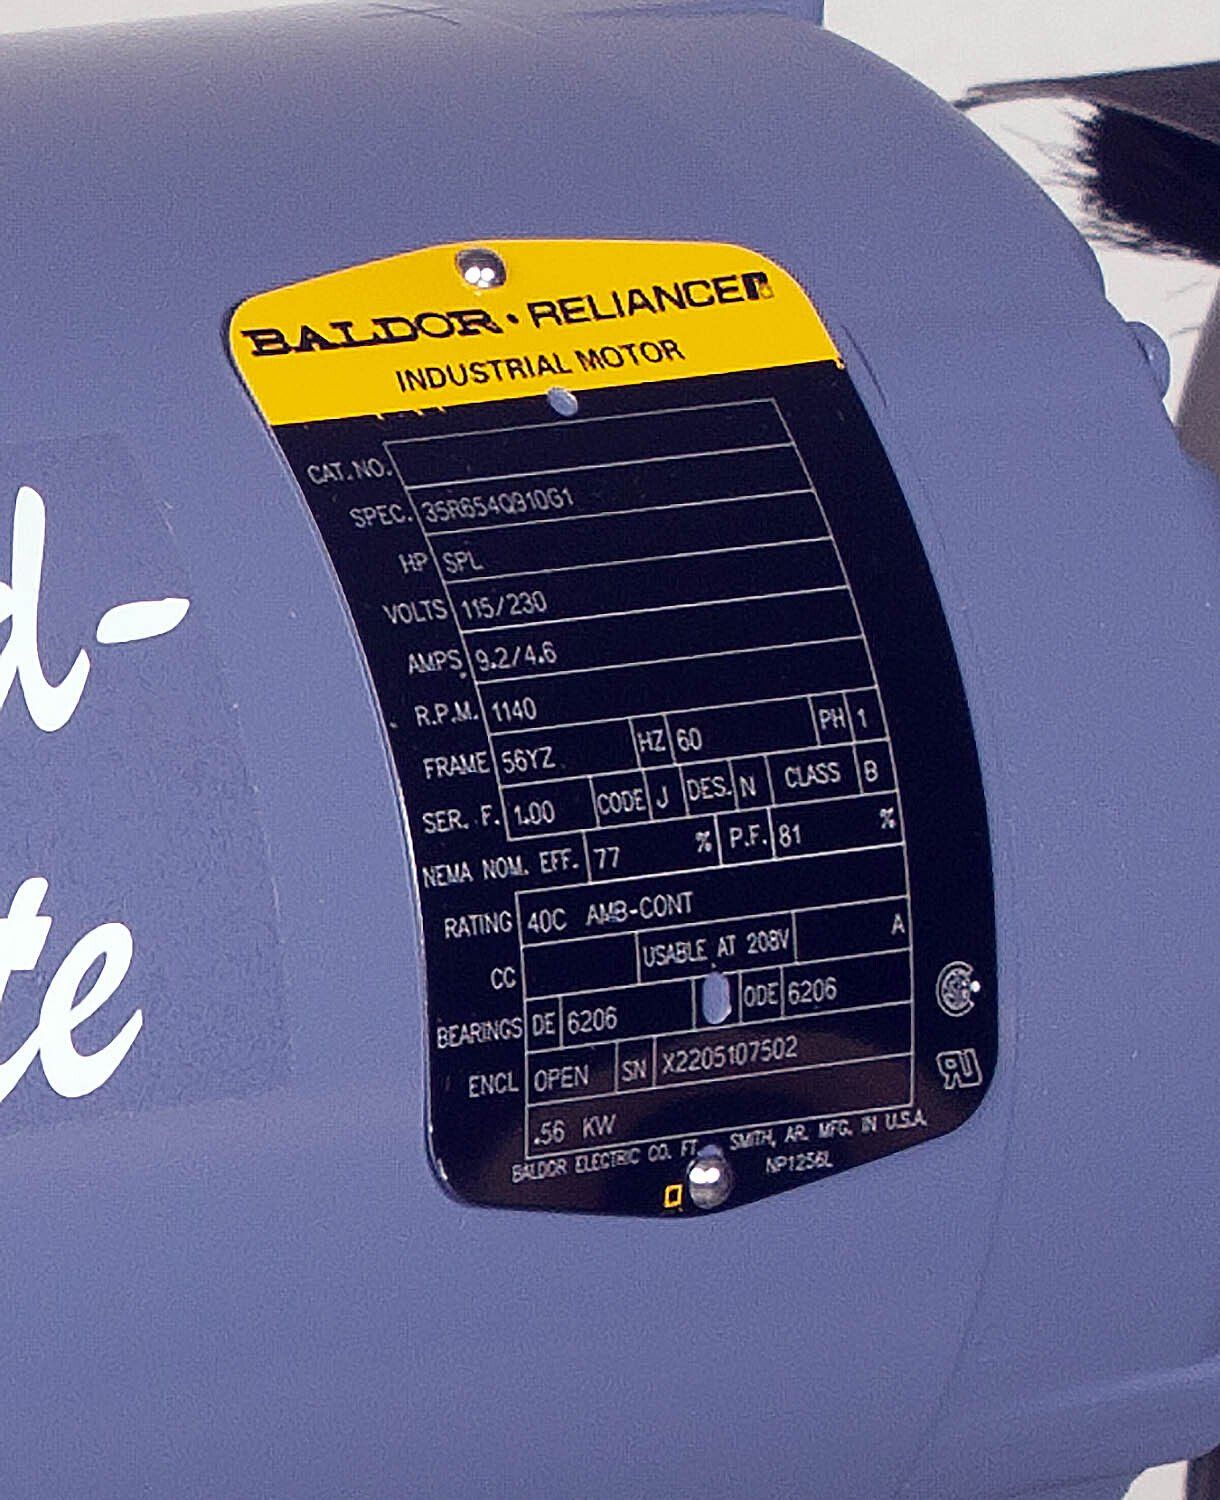 BALDOR · RELIANCE
INDUSTRIAL MOTOR
CAT. NO.
SPEC. 35R654Q910G1
HP SPL
VOLTS 115/230
AMPS 9.2/4.6
R.P.M. 1140
FRAME 56YZ HZ 60 PH 1
SER. F. 1.00 CODE J DES. N CLASS B
NEMA NOM. EFF. 77 % P.F. 81 %
RATING 40C AMB-CONT
CC USABLE AT 208V A
BEARINGS DE 6206 ODE 6206
ENCL OPEN SN X2205107502
.56 KW
BALDOR ELECTRIC CO. FT. SMITH, AR. MFG. IN U.S.A.
NP1256L
d-
te